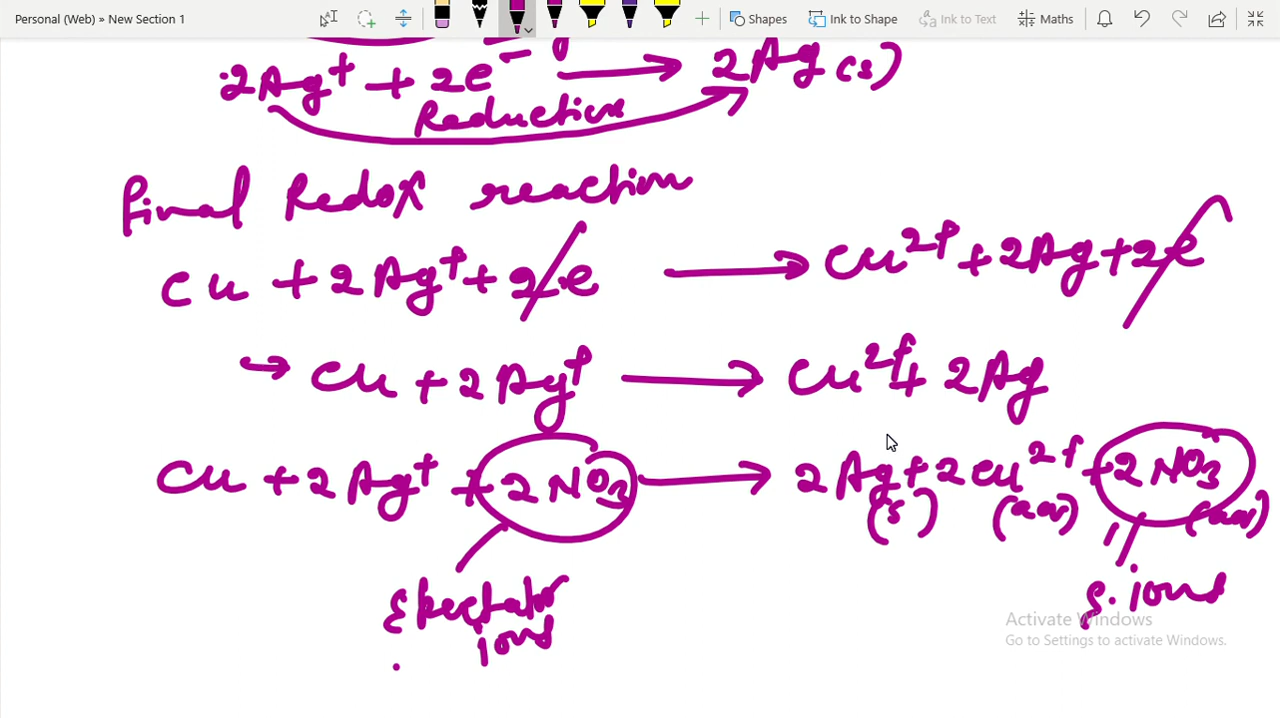 Personal (Web) » New Section 1
Shapes Ink to Shape Ink to Text Maths
2Ag+ + 2e- → 2Ag (s)
Reduction
Final Redox reaction
Cu + 2Ag+ + 2e → Cu2+ + 2Ag + 2e
→ Cu + 2Ag+ → Cu2+ + 2Ag
Cu + 2Ag+ + 2NO3 → 2Ag + 2Cu2+ + 2NO3
(s) (aq) (aq)
Spectator ions
S. ions
Activate Windows
Go to Settings to activate Windows.